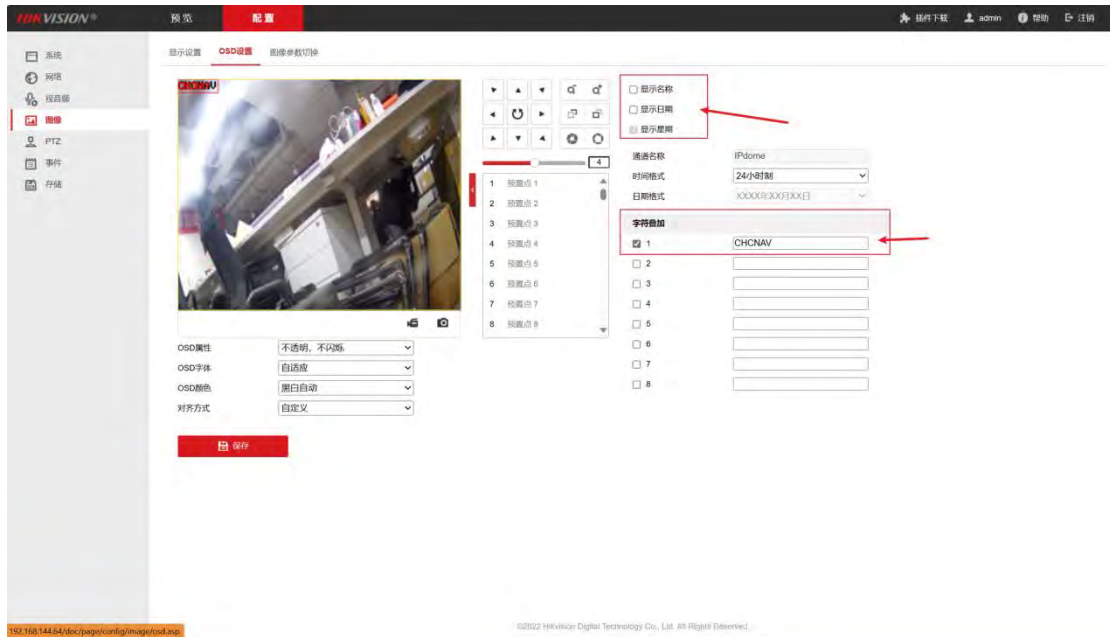 HIKVISION®
预览
配置
插件下载
admin
帮助
注销
系统
网络
视音频
图像
PTZ
事件
存储
显示设置
OSD设置
图像参数切换
CHCNAV
4
1 预置点 1
2 预置点 2
3 预置点 3
4 预置点 4
5 预置点 5
6 预置点 6
7 预置点 7
8 预置点 8
显示名称
显示日期
显示星期
通道名称 IPdome
时间格式 24小时制
日期格式 XXXX年XX月XX日
字符叠加
1 CHCNAV
2
3
4
5
6
7
8
OSD属性 不透明, 不闪烁
OSD字体 自适应
OSD颜色 黑白自动
对齐方式 自定义
保存
©2022 Hikvision Digital Technology Co., Ltd. All Rights Reserved.
192.168.144.64/doc/page/config/image/osd.asp